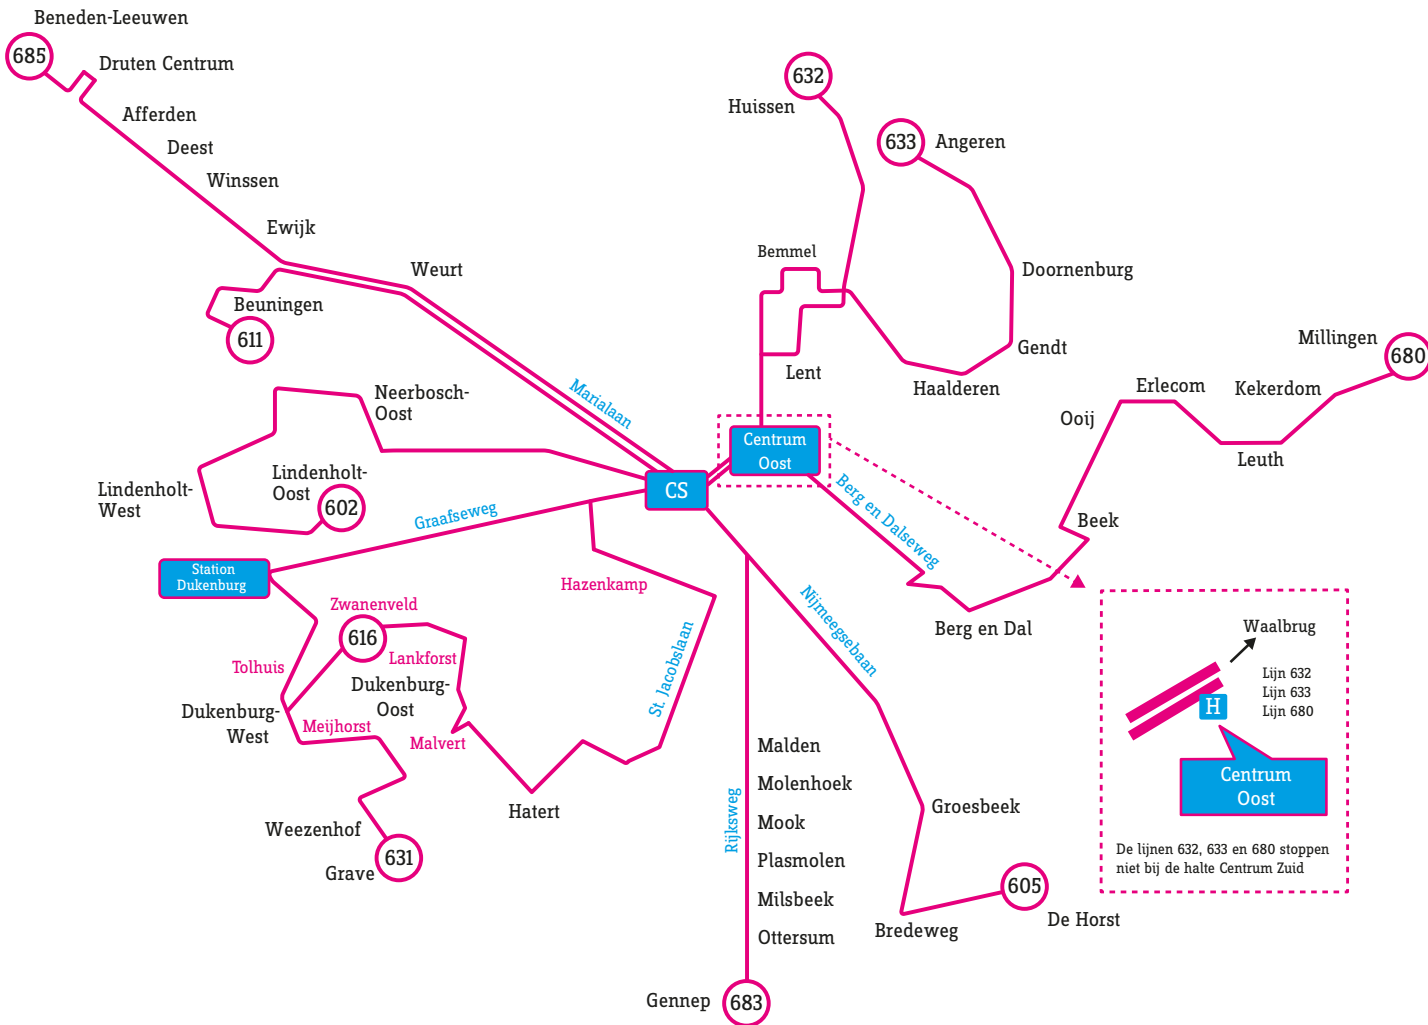 Beneden-Leeuwen
685
Druten Centrum
Afferden
Deest
Winssen
Ewijk
Weurt
Beuningen
611
Marialaan
632
Huissen
633
Angeren
Bemmel
Doornenburg
Lent
Haalderen
Gendt
Millingen
680
Erlecom
Kekerdom
Ooij
Leuth
Beek
Neerbosch-
Oost
Lindenholt-
West
Lindenholt-
Oost
602
Graafseweg
CS
Centrum
Oost
Berg en Dalseweg
Berg en Dal
Station
Dukenburg
Hazenkamp
Zwanenveld
616
Lankforst
Tolhuis
Dukenburg-
Oost
Dukenburg-
West
Meijhorst
Malvert
St. Jacobslaan
Nijmeegsebaan
Hatert
Weezenhof
Grave
631
Rijksweg
Malden
Molenhoek
Mook
Plasmolen
Milsbeek
Ottersum
Gennep
683
Groesbeek
Bredeweg
605
De Horst
Waalbrug
Lijn 632
Lijn 633
Lijn 680
H
Centrum
Oost
De lijnen 632, 633 en 680 stoppen
niet bij de halte Centrum Zuid